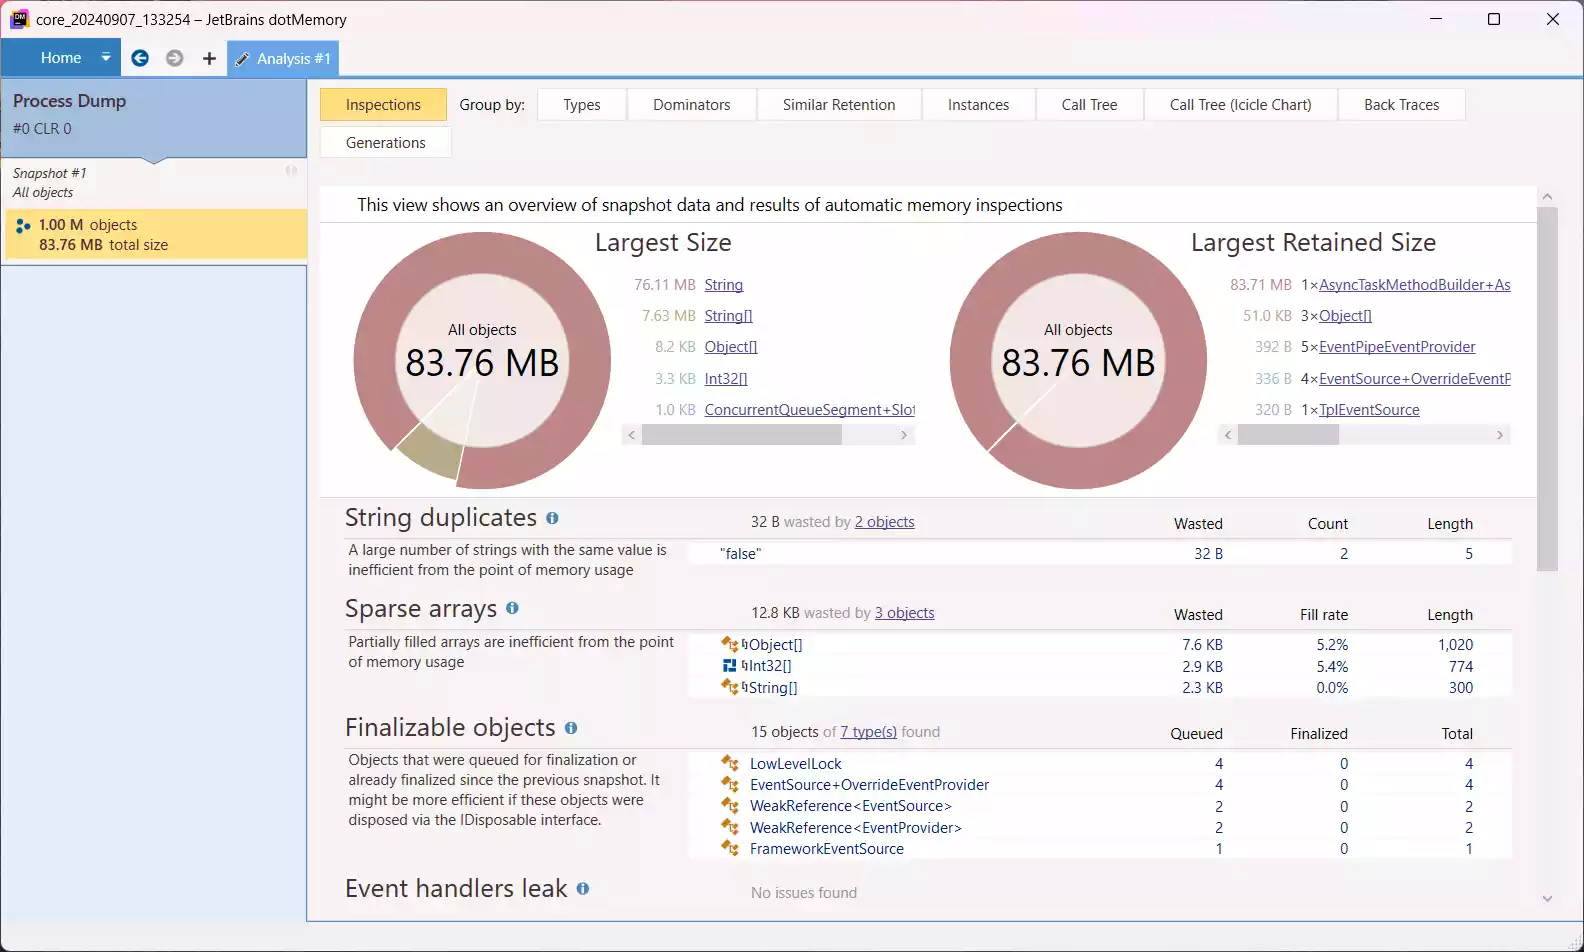 core_20240907_133254 – JetBrains dotMemory
Home
Analysis #1
Process Dump
#0 CLR 0
Snapshot #1
All objects
1.00 M objects
83.76 MB total size
Inspections Group by: Types Dominators Similar Retention Instances Call Tree Call Tree (Icicle Chart) Back Traces
Generations
This view shows an overview of snapshot data and results of automatic memory inspections
All objects
83.76 MB
Largest Size
76.11 MB String
7.63 MB String[]
8.2 KB Object[]
3.3 KB Int32[]
1.0 KB ConcurrentQueueSegment+Slot
All objects
83.76 MB
Largest Retained Size
83.71 MB 1×AsyncTaskMethodBuilder+As
51.0 KB 3×Object[]
392 B 5×EventPipeEventProvider
336 B 4×EventSource+OverrideEventP
320 B 1×TplEventSource
String duplicates 32 B wasted by 2 objects Wasted Count Length
A large number of strings with the same value is
inefficient from the point of memory usage
"false" 32 B 2 5
Sparse arrays 12.8 KB wasted by 3 objects Wasted Fill rate Length
Partially filled arrays are inefficient from the point
of memory usage
Object[] 7.6 KB 5.2% 1,020
Int32[] 2.9 KB 5.4% 774
String[] 2.3 KB 0.0% 300
Finalizable objects 15 objects of 7 type(s) found Queued Finalized Total
Objects that were queued for finalization or
already finalized since the previous snapshot. It
might be more efficient if these objects were
disposed via the IDisposable interface.
LowLevelLock 4 0 4
EventSource+OverrideEventProvider 4 0 4
WeakReference<EventSource> 2 0 2
WeakReference<EventProvider> 2 0 2
FrameworkEventSource 1 0 1
Event handlers leak No issues found